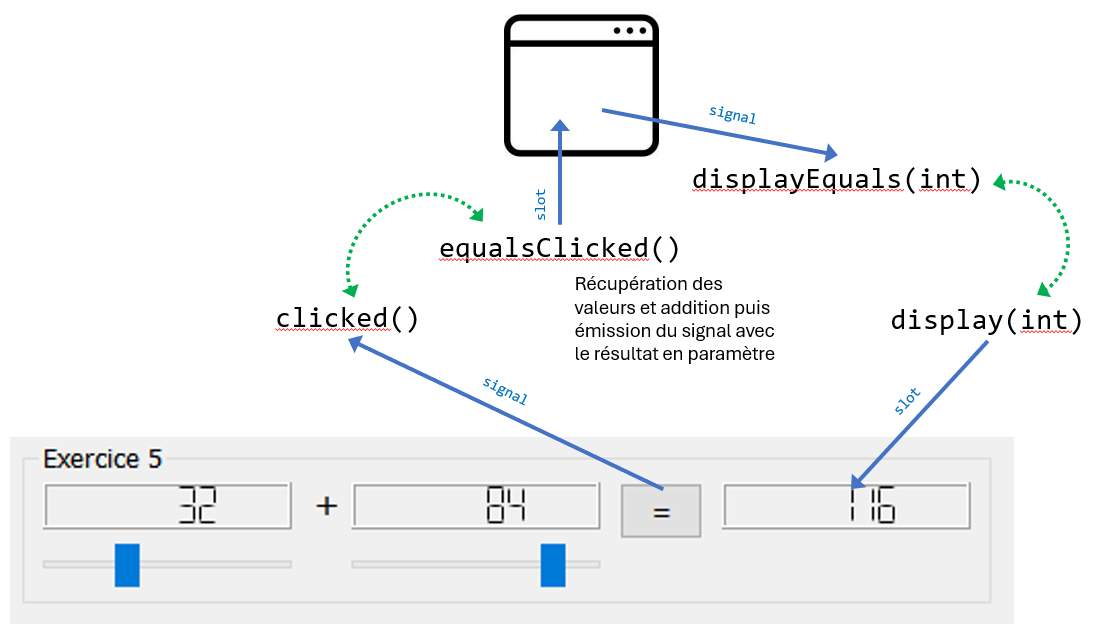 signal
displayEquals(int)
slot
equalsClicked()
Récupération des
valeurs et addition puis
émission du signal avec
le résultat en paramètre
clicked()
display(int)
signal
slot
Exercice 5
32 + 84 = 116